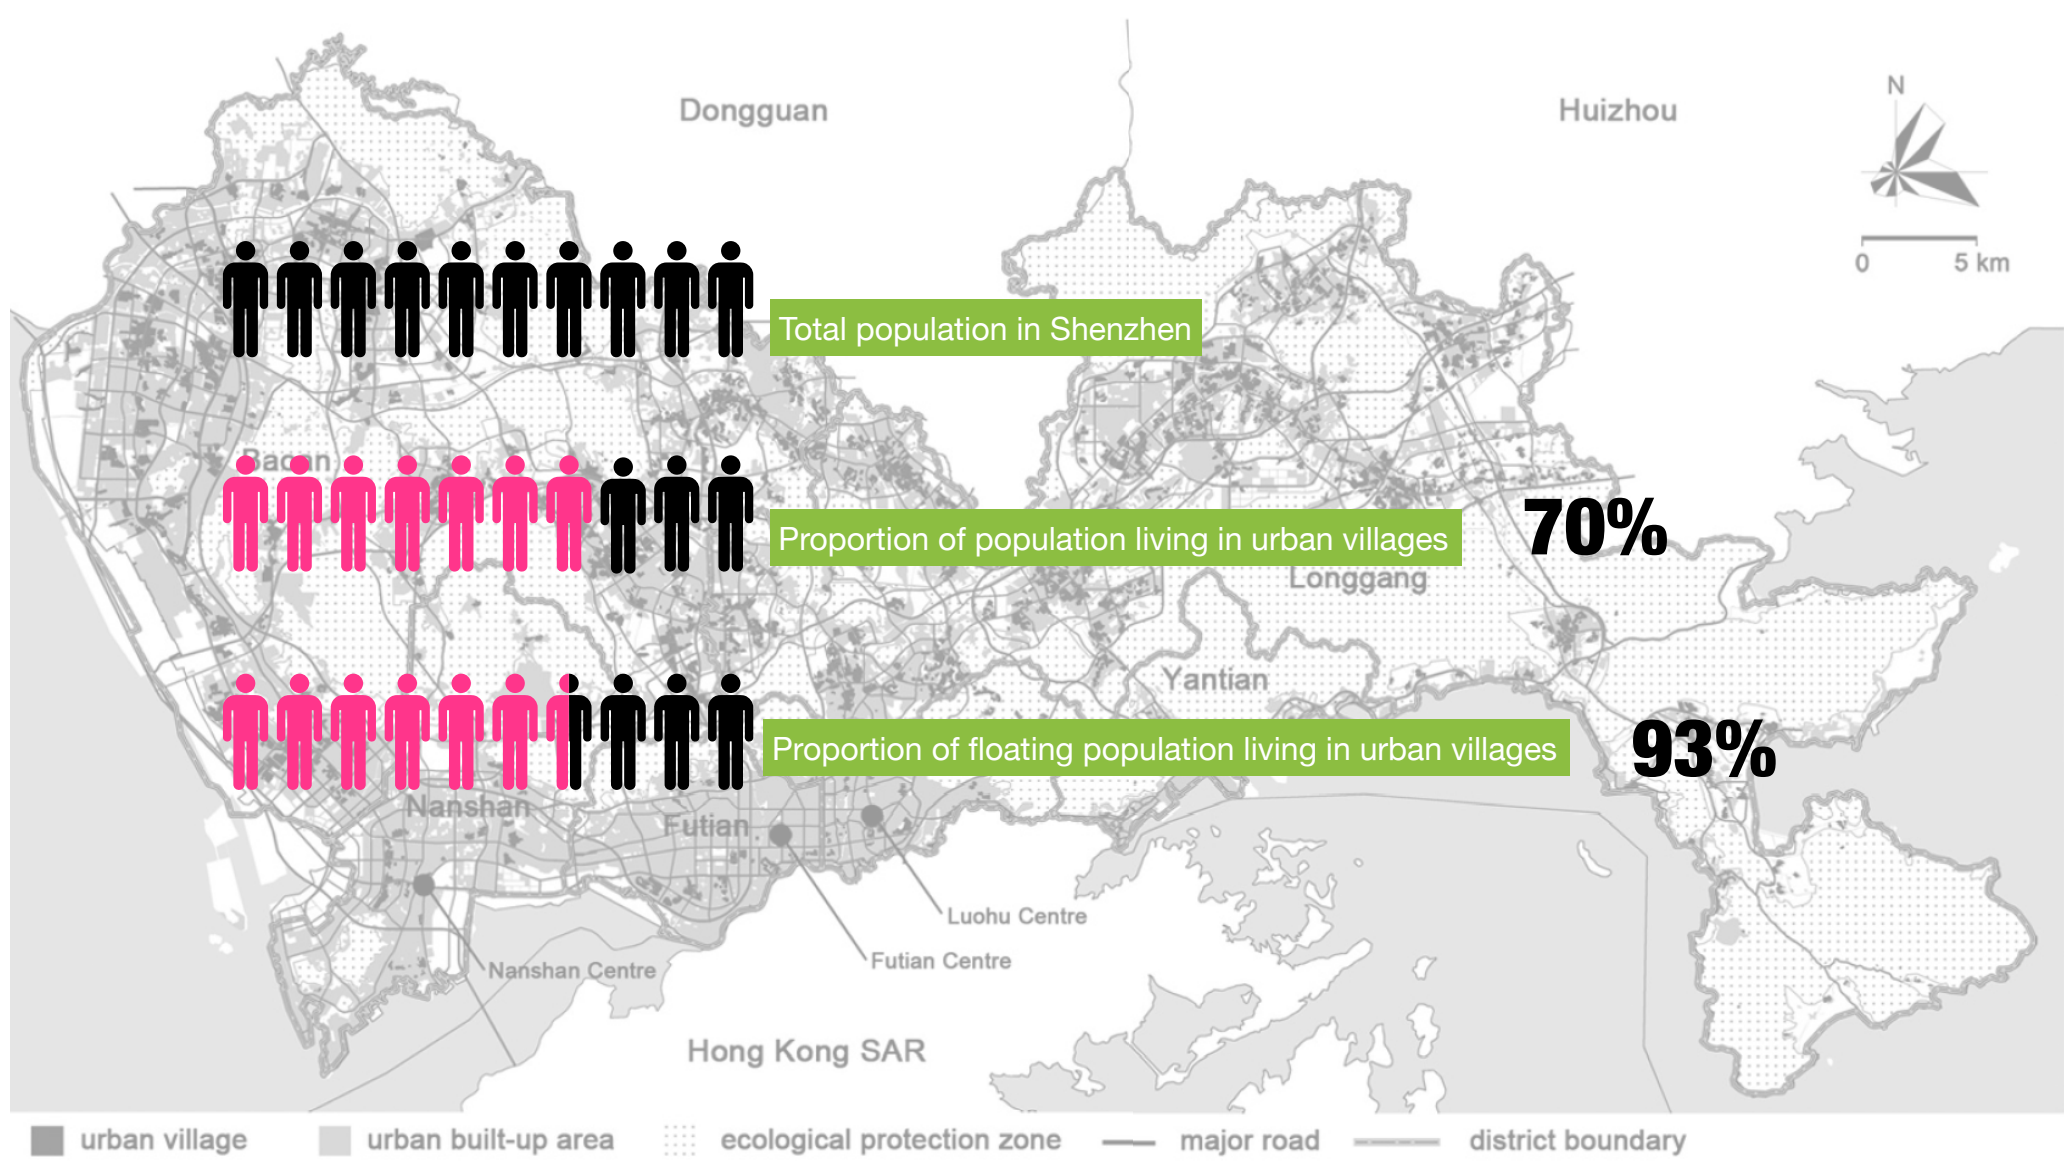 Dongguan
Huizhou
N
0 5 km
Total population in Shenzhen
Baoan
Proportion of population living in urban villages
70%
Longgang
Yantian
Proportion of floating population living in urban villages
93%
Nanshan
Futian
Luohu Centre
Futian Centre
Nanshan Centre
Hong Kong SAR
urban village
urban built-up area
ecological protection zone
major road
district boundary